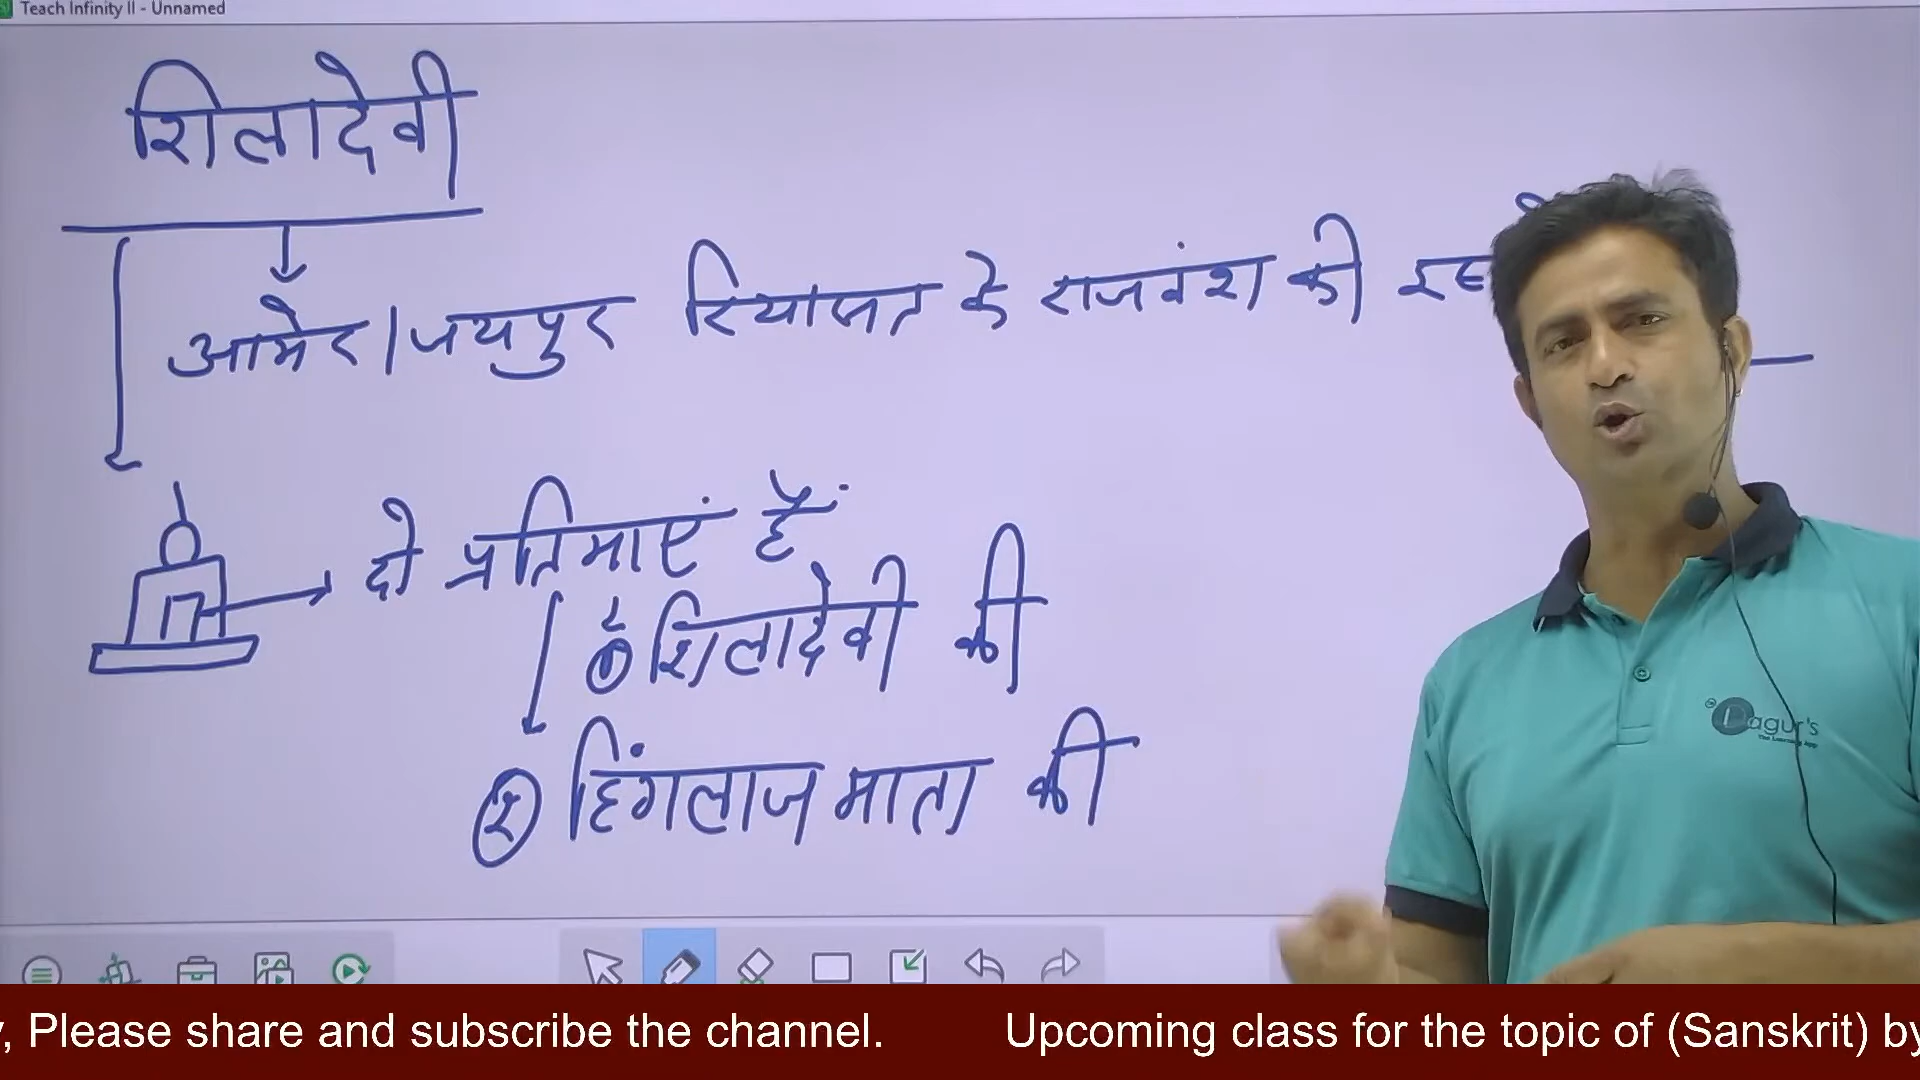 Teach Infinity II - Unnamed
शिलादेवी
आमेर / जयपुर रियासत के राजवंश की
दो प्रतिमाएं हैं
① शिलादेवी की
② हिंगलाज माता की
Dagur's
, Please share and subscribe the channel. Upcoming class for the topic of (Sanskrit) by